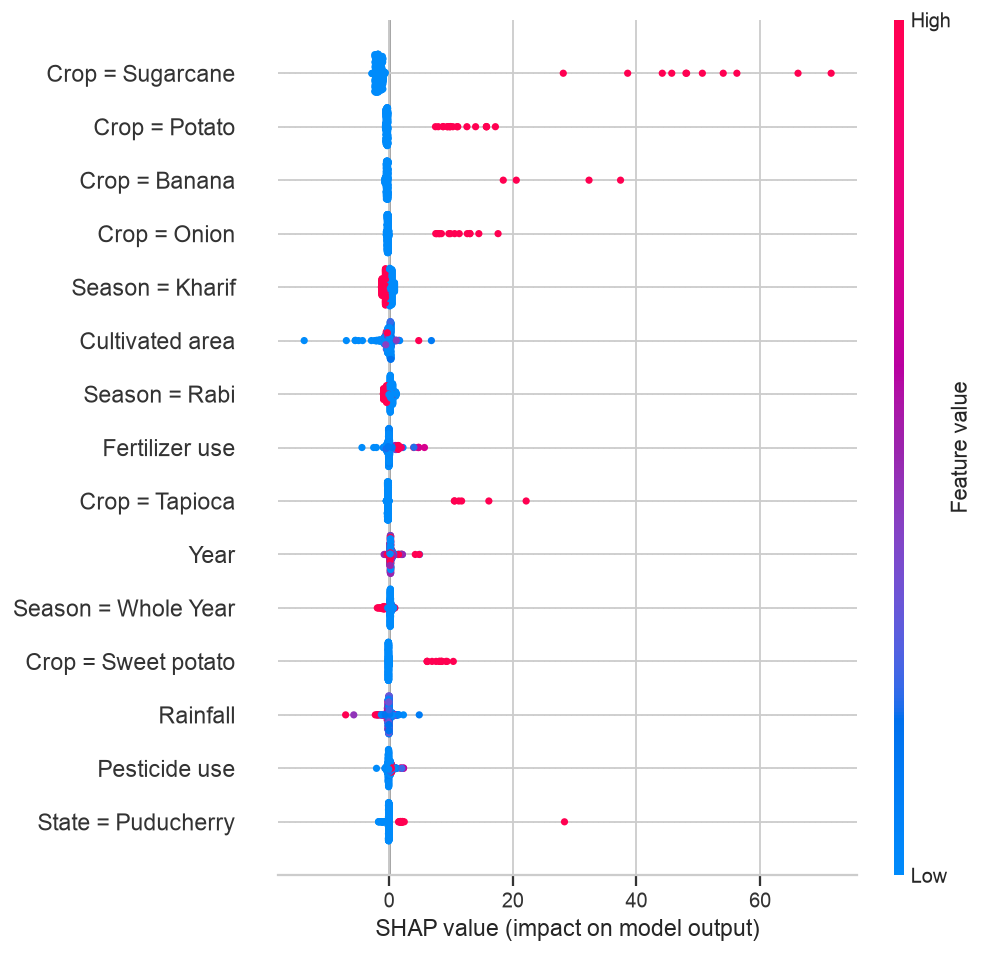 High
Crop = Sugarcane
Crop = Potato
Crop = Banana
Crop = Onion
Season = Kharif
Cultivated area
Season = Rabi
Fertilizer use
Crop = Tapioca
Year
Season = Whole Year
Crop = Sweet potato
Rainfall
Pesticide use
State = Puducherry
Feature value
Low
0 20 40 60
SHAP value (impact on model output)